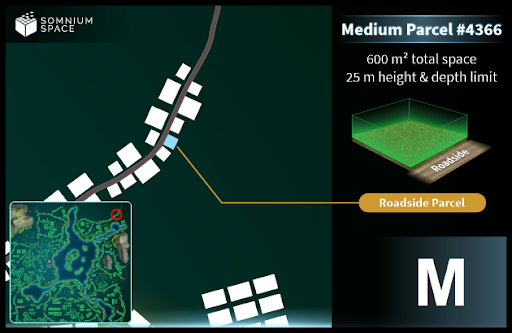 SOMNIUM
SPACE
Medium Parcel #4366
600 m² total space
25 m height & depth limit
Roadside
Roadside Parcel
M